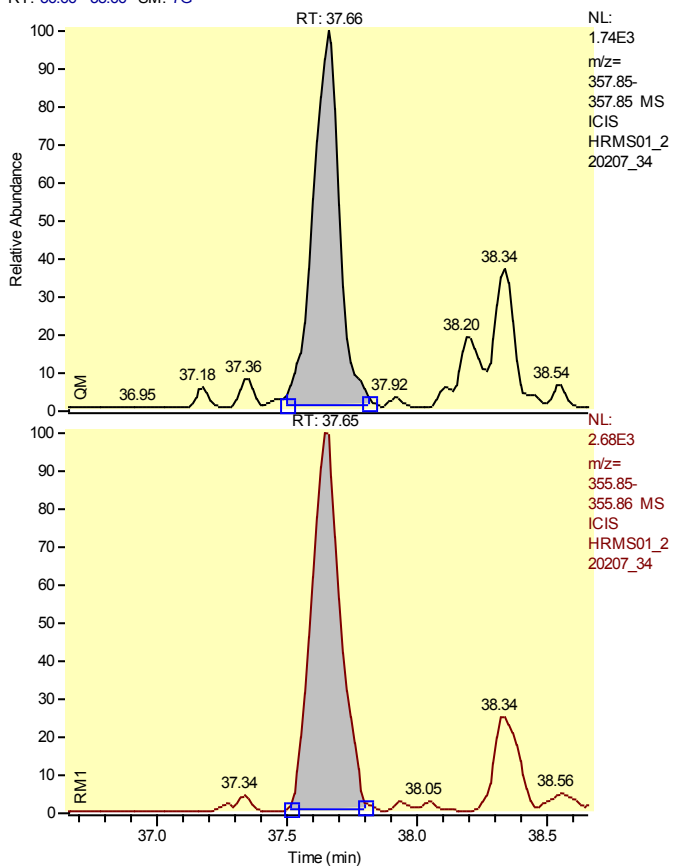 RT: SM: 7G
RT: 37.66
NL:
1.74E3
m/z=
357.85-
357.85 MS
ICIS
HRMS01_2
20207_34
100
90
80
70
60
50
40
30
20
10
0
Relative Abundance
QM
36.95
37.18
37.36
37.92
38.20
38.34
38.54
RT: 37.65
NL:
2.68E3
m/z=
355.85-
355.86 MS
ICIS
HRMS01_2
20207_34
100
90
80
70
60
50
40
30
20
10
0
RM1
37.34
38.05
38.34
38.56
37.0 37.5 38.0 38.5
Time (min)